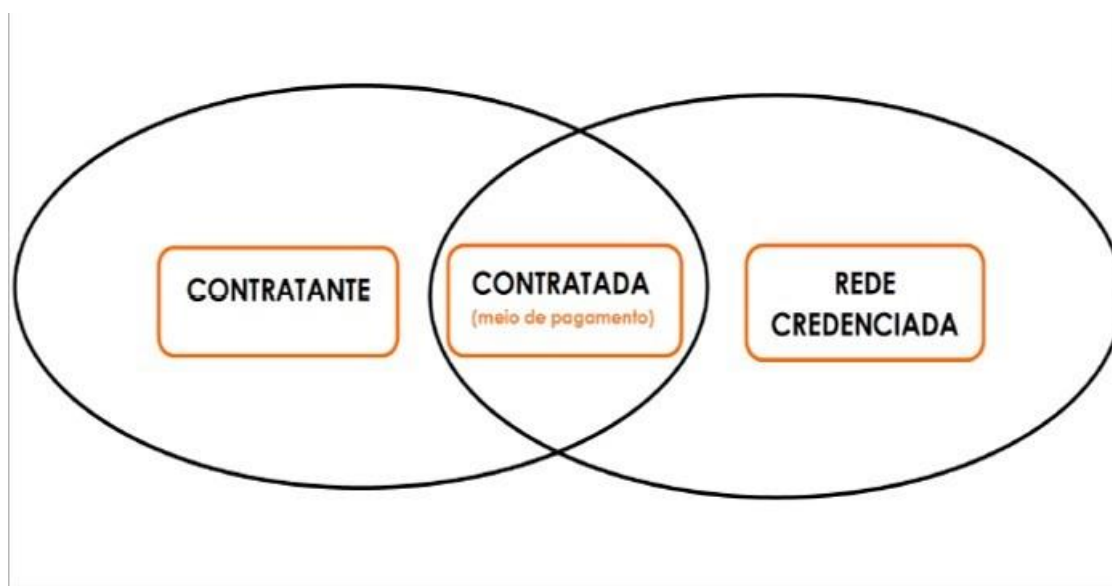 CONTRATANTE
CONTRATADA
(meio de pagamento)
REDE
CREDENCIADA